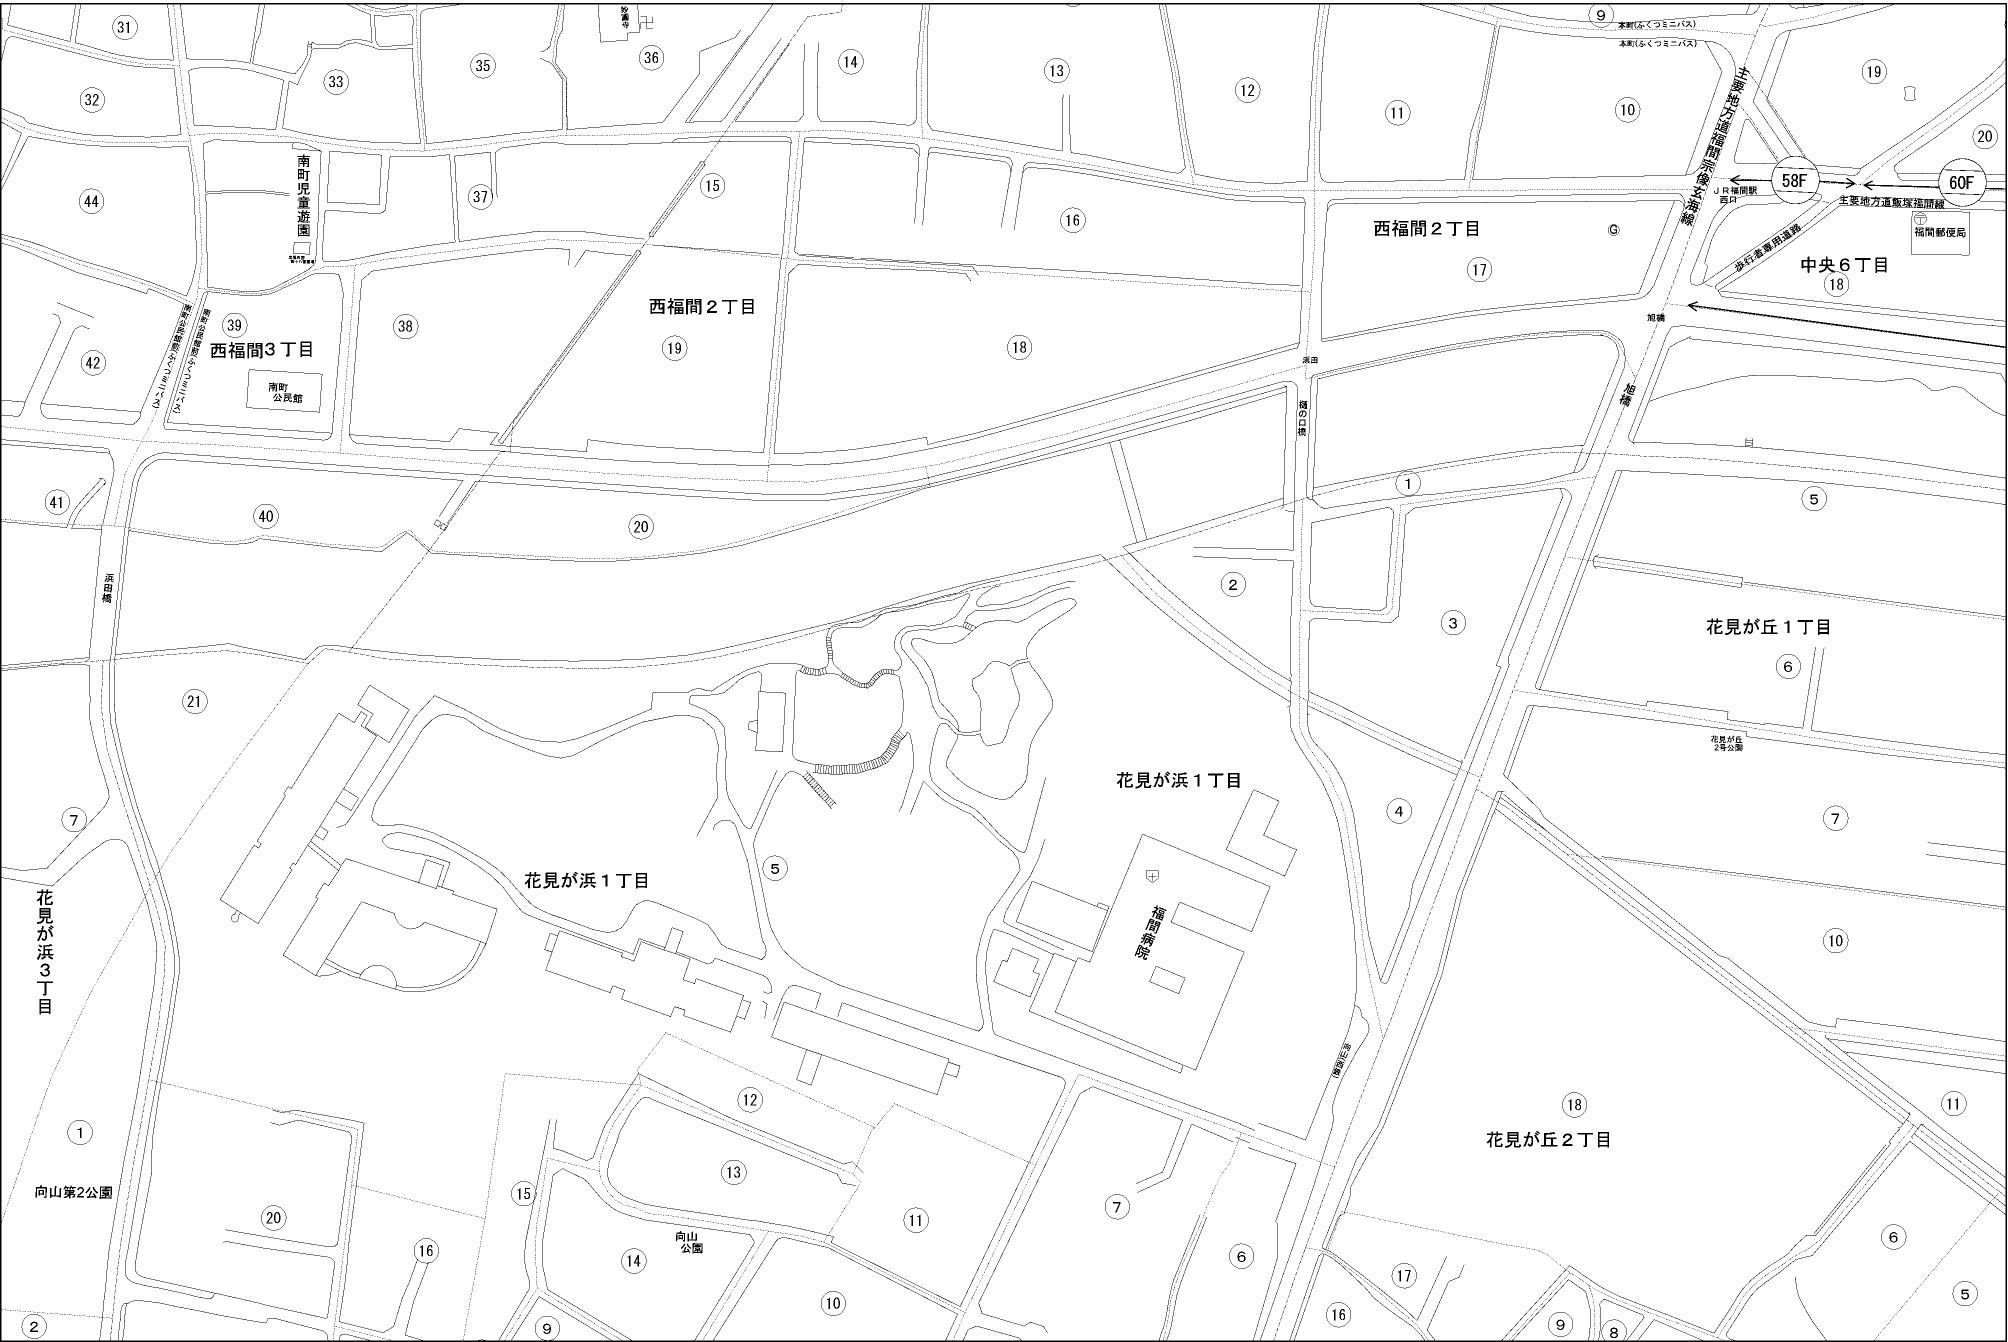 31
妙圓寺
9
本町(ふくつミニバス)
本町(ふくつミニバス)
32
33
35
36
14
13
12
11
10
19
20
主要地方道福間宗像玄海線
58F
60F
ＪＲ福間駅
西口
主要地方道飯塚福間線
福間郵便局
歩行者専用道路
中央６丁目
18
南町児童遊園
44
37
15
16
西福間２丁目
G
17
39
西福間３丁目
38
西福間２丁目
19
18
旭橋
浜田
旭橋
42
南町
公民館
樋の口橋
41
40
20
1
5
浜田橋
2
3
花見が丘１丁目
6
21
花見が丘
2号公園
花見が浜１丁目
7
4
7
5
花見が浜１丁目
福間病院
花見が浜３丁目
10
12
18
11
花見が丘２丁目
1
13
向山第2公園
15
7
20
11
6
6
16
14
向山
公園
17
5
10
16
2
9
9
8